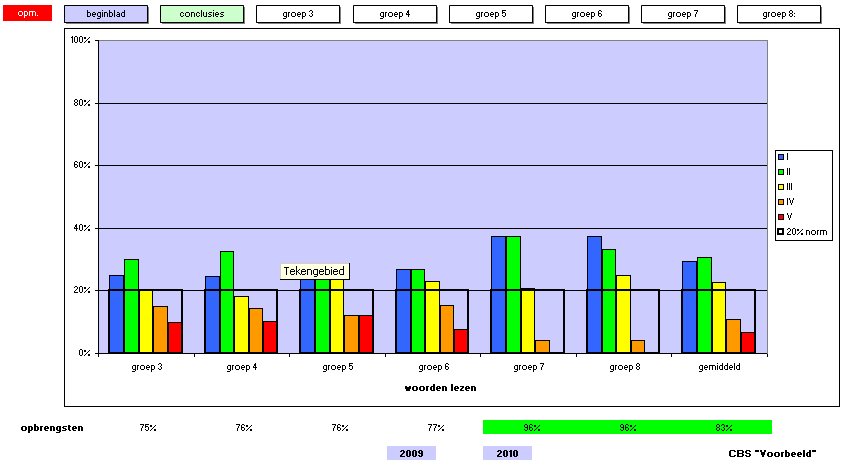 opm. beginblad conclusies groep 3 groep 4 groep 5 groep 6 groep 7 groep 8:
100%
80%
60%
40%
20%
0%
I
II
III
IV
V
20% norm
Tekengebied
groep 3 groep 4 groep 5 groep 6 groep 7 groep 8 gemiddeld
woorden lezen
opbrengsten 75% 76% 76% 77% 96% 96% 83%
2009 2010 CBS "Voorbeeld"